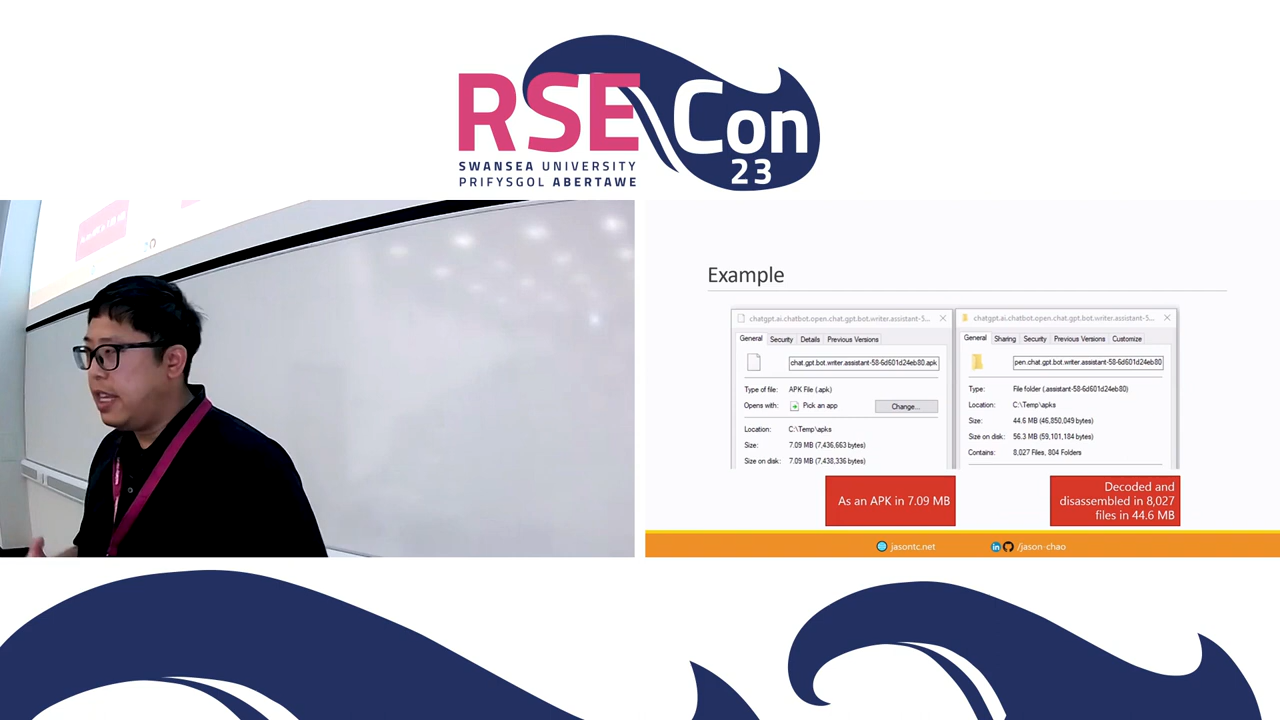 RSE Con
23
SWANSEA UNIVERSITY
PRIFYSGOL ABERTAWE
Example
chatgpt.ai.chatbot.open.chat.gpt.bot.writer.assistant-5...
General Security Details Previous Versions
chat.gpt.bot.writer.assistant-58-6d601d24eb80.apk
Type of file: APK File (.apk)
Opens with: Pick an app Change...
Location: C:\Temp\apks
Size: 7.09 MB (7,436,663 bytes)
Size on disk: 7.09 MB (7,438,336 bytes)
chatgpt.ai.chatbot.open.chat.gpt.bot.writer.assistant-5...
General Sharing Security Previous Versions Customize
pen.chat.gpt.bot.writer.assistant-58-6d601d24eb80
Type: File folder (.assistant-58-6d601d24eb80)
Location: C:\Temp\apks
Size: 44.6 MB (46,850,049 bytes)
Size on disk: 56.3 MB (59,101,184 bytes)
Contains: 8,027 Files, 804 Folders
As an APK in 7.09 MB
Decoded and
disassembled in 8,027
files in 44.6 MB
jasontc.net
/jason-chao